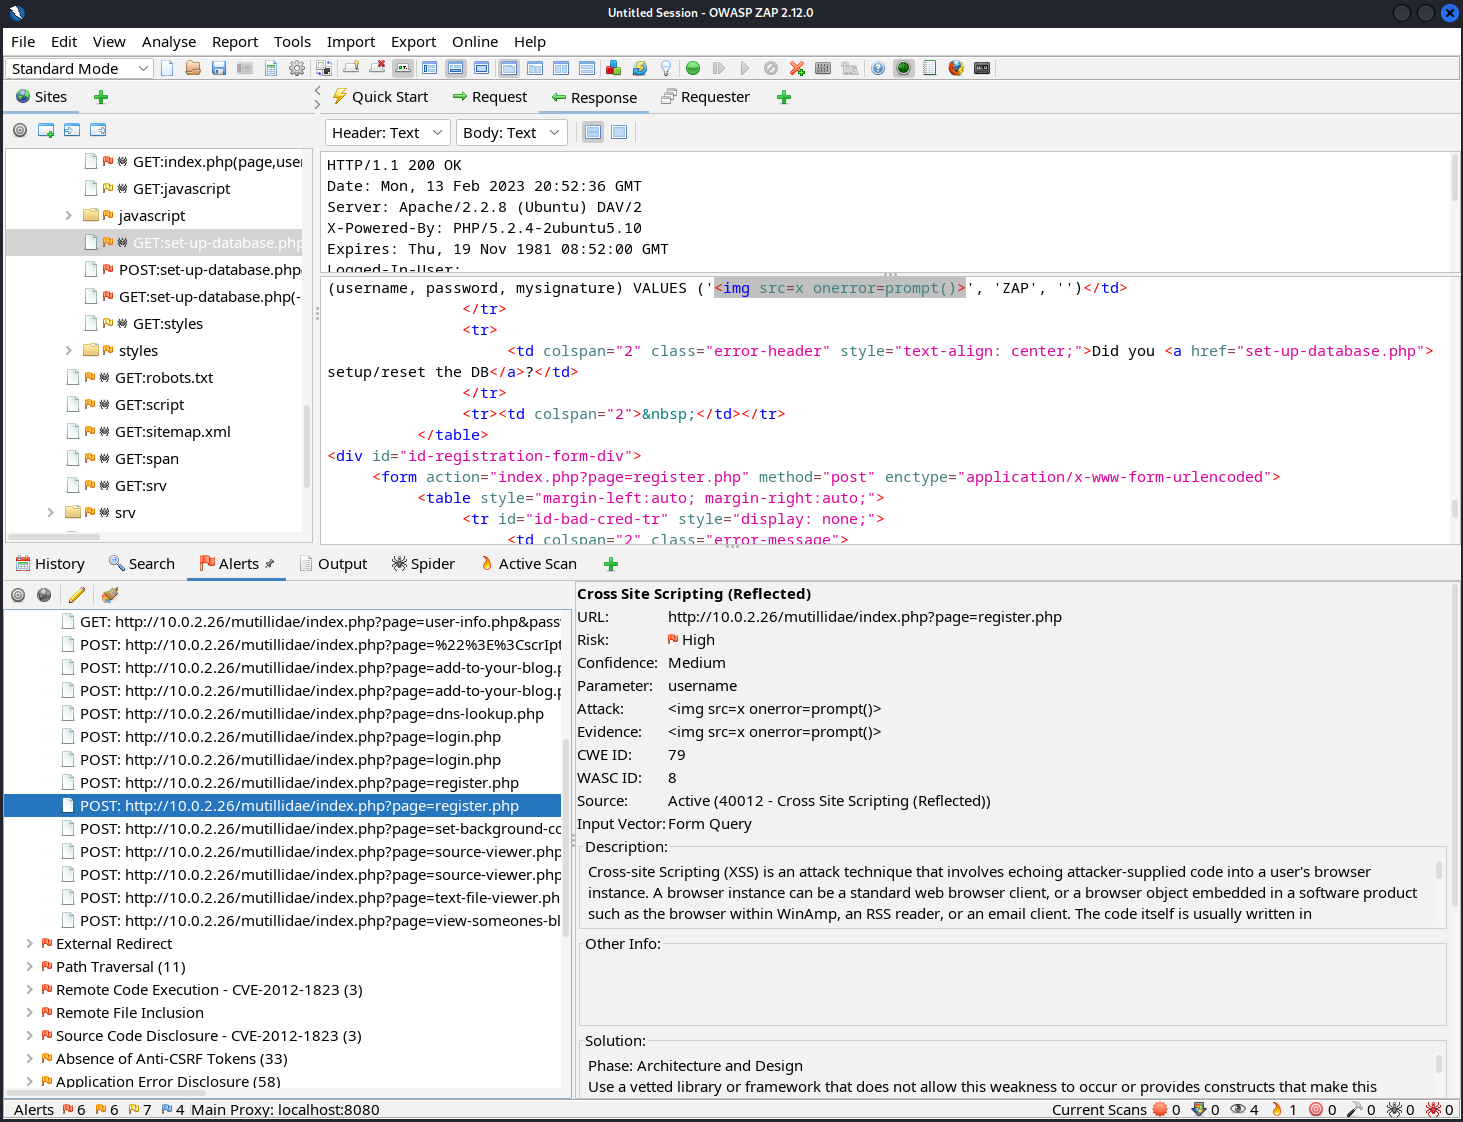 Untitled Session - OWASP ZAP 2.12.0
File Edit View Analyse Report Tools Import Export Online Help
Standard Mode
Sites
Quick Start Request Response Requester
Header: Text Body: Text
GET:index.php(page,user
GET:javascript
javascript
GET:set-up-database.php
POST:set-up-database.php
GET:set-up-database.php(-
GET:styles
styles
GET:robots.txt
GET:script
GET:sitemap.xml
GET:span
GET:srv
srv
HTTP/1.1 200 OK
Date: Mon, 13 Feb 2023 20:52:36 GMT
Server: Apache/2.2.8 (Ubuntu) DAV/2
X-Powered-By: PHP/5.2.4-2ubuntu5.10
Expires: Thu, 19 Nov 1981 08:52:00 GMT
Logged-In-User:
(username, password, mysignature) VALUES ('<img src=x onerror=prompt()>', 'ZAP', '')</td>
</tr>
<tr>
<td colspan="2" class="error-header" style="text-align: center;">Did you <a href="set-up-database.php">
setup/reset the DB</a>?</td>
</tr>
<tr><td colspan="2">&nbsp;</td></tr>
</table>
<div id="id-registration-form-div">
<form action="index.php?page=register.php" method="post" enctype="application/x-www-form-urlencoded">
<table style="margin-left:auto; margin-right:auto;">
<tr id="id-bad-cred-tr" style="display: none;">
<td colspan="2" class="error-message">
History Search Alerts Output Spider Active Scan
GET: http://10.0.2.26/mutillidae/index.php?page=user-info.php&pass
POST: http://10.0.2.26/mutillidae/index.php?page=%22%3E%3CscrIpt
POST: http://10.0.2.26/mutillidae/index.php?page=add-to-your-blog.p
POST: http://10.0.2.26/mutillidae/index.php?page=add-to-your-blog.p
POST: http://10.0.2.26/mutillidae/index.php?page=dns-lookup.php
POST: http://10.0.2.26/mutillidae/index.php?page=login.php
POST: http://10.0.2.26/mutillidae/index.php?page=login.php
POST: http://10.0.2.26/mutillidae/index.php?page=register.php
POST: http://10.0.2.26/mutillidae/index.php?page=register.php
POST: http://10.0.2.26/mutillidae/index.php?page=set-background-co
POST: http://10.0.2.26/mutillidae/index.php?page=source-viewer.php
POST: http://10.0.2.26/mutillidae/index.php?page=source-viewer.php
POST: http://10.0.2.26/mutillidae/index.php?page=text-file-viewer.ph
POST: http://10.0.2.26/mutillidae/index.php?page=view-someones-bl
External Redirect
Path Traversal (11)
Remote Code Execution - CVE-2012-1823 (3)
Remote File Inclusion
Source Code Disclosure - CVE-2012-1823 (3)
Absence of Anti-CSRF Tokens (33)
Application Error Disclosure (58)
Cross Site Scripting (Reflected)
URL: http://10.0.2.26/mutillidae/index.php?page=register.php
Risk: High
Confidence: Medium
Parameter: username
Attack: <img src=x onerror=prompt()>
Evidence: <img src=x onerror=prompt()>
CWE ID: 79
WASC ID: 8
Source: Active (40012 - Cross Site Scripting (Reflected))
Input Vector: Form Query
Description:
Cross-site Scripting (XSS) is an attack technique that involves echoing attacker-supplied code into a user's browser
instance. A browser instance can be a standard web browser client, or a browser object embedded in a software product
such as the browser within WinAmp, an RSS reader, or an email client. The code itself is usually written in
Other Info:
Solution:
Phase: Architecture and Design
Use a vetted library or framework that does not allow this weakness to occur or provides constructs that make this
Alerts 6 6 7 4 Main Proxy: localhost:8080 Current Scans 0 0 4 1 0 0 0 0